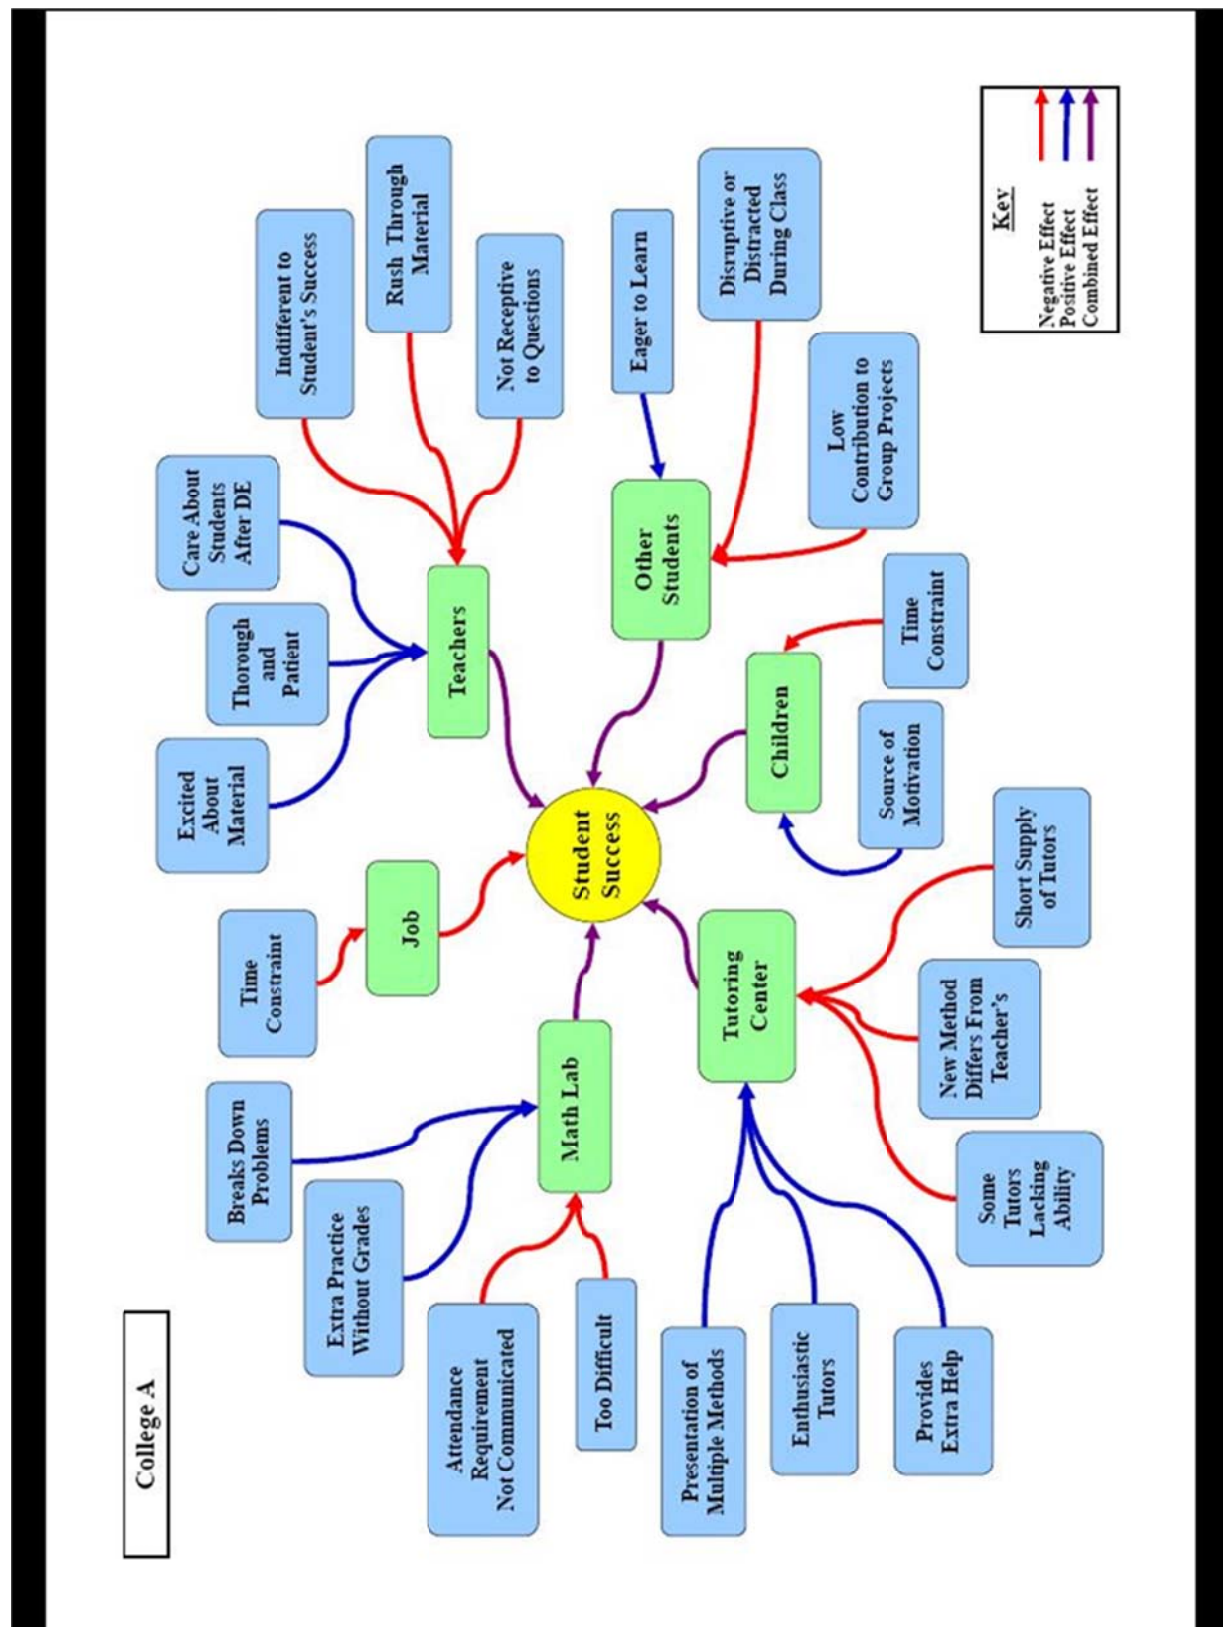 College A
Breaks Down
Problems
Extra Practice
Without Grades
Attendance
Requirement
Not Communicated
Too Difficult
Math Lab
Time
Constraint
Job
Excited
About
Material
Thorough
and
Patient
Care About
Students
After DE
Indifferent to
Student's Success
Rush Through
Material
Not Receptive
to Questions
Teachers
Student
Success
Eager to Learn
Disruptive or
Distracted
During Class
Low
Contribution to
Group Projects
Other
Students
Children
Time
Constraint
Source of
Motivation
Tutoring
Center
Presentation of
Multiple Methods
Enthusiastic
Tutors
Provides
Extra Help
Some
Tutors
Lacking
Ability
New Method
Differs From
Teacher's
Short Supply
of Tutors
Key
Negative Effect
Positive Effect
Combined Effect